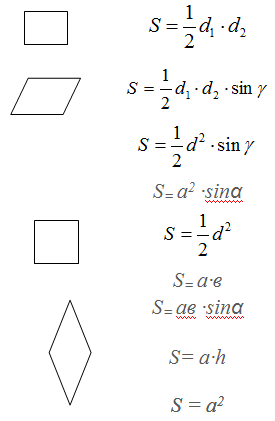 S = 1/2 d₁ · d₂
S = 1/2 d₁ · d₂ · sin γ
S = 1/2 d² · sin γ
S= a² ·sinα
S = 1/2 d²
S= a·в
S= aв ·sinα
S= a·h
S = a²